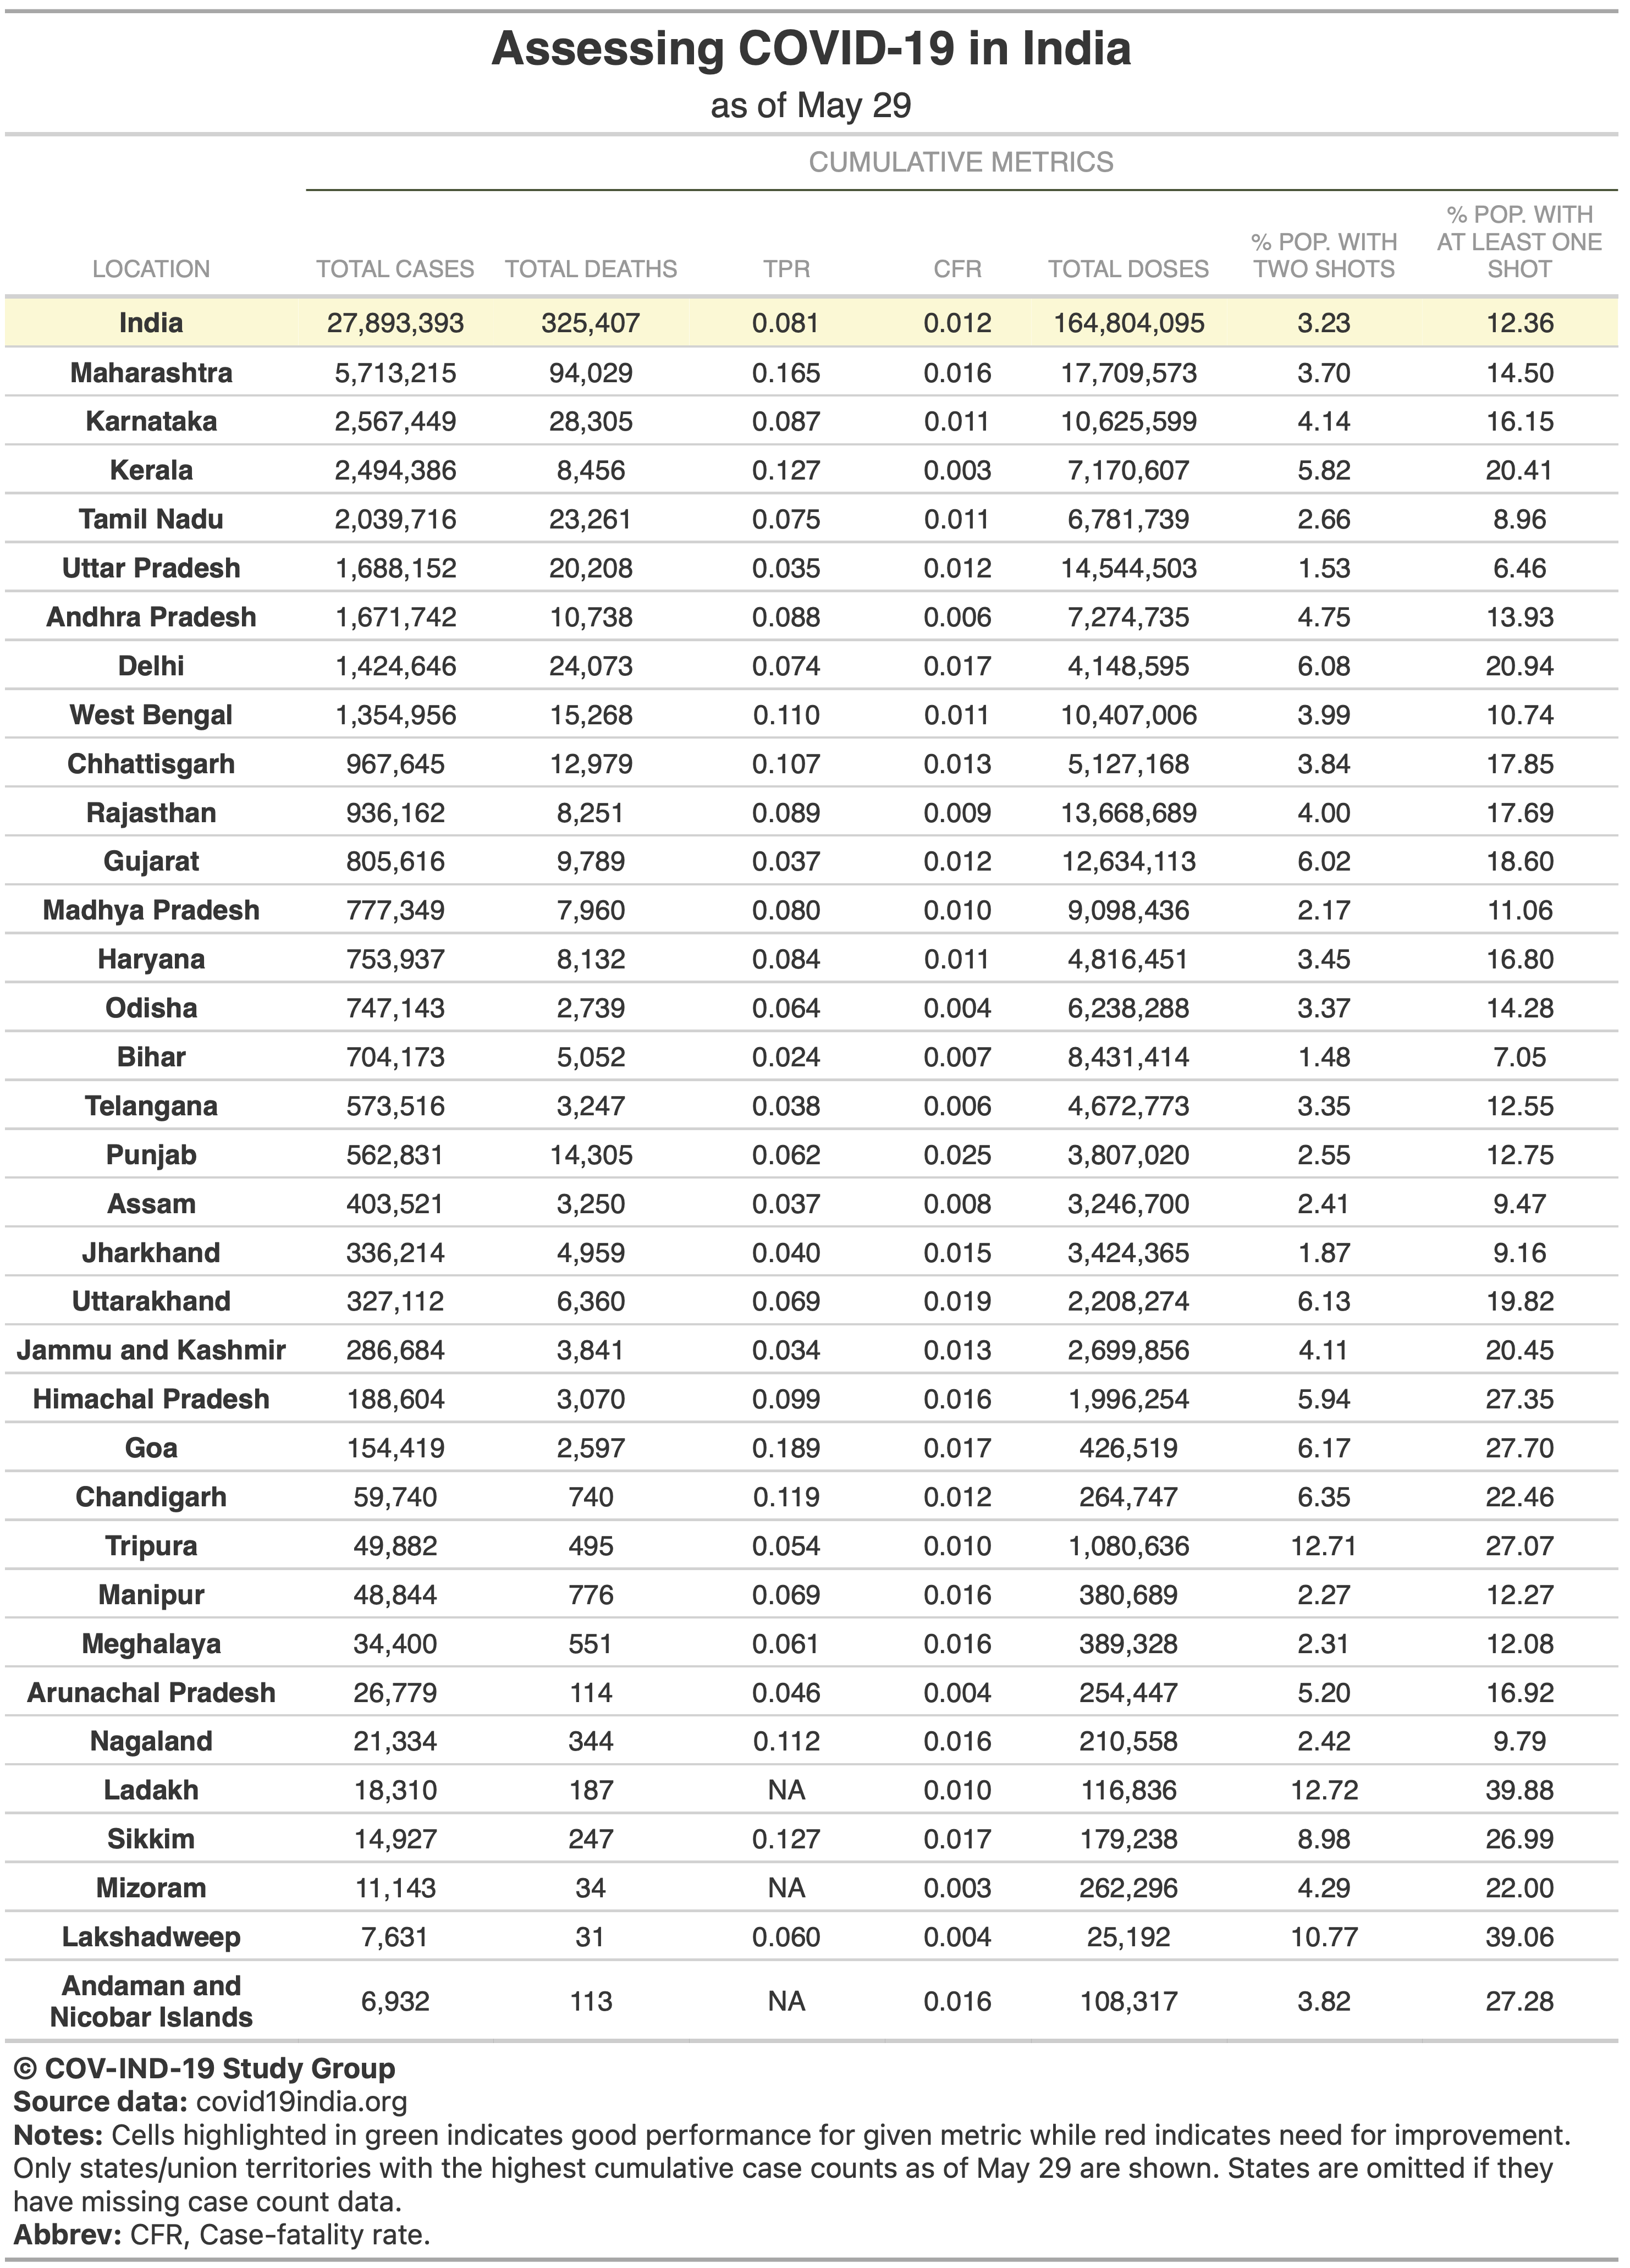 Assessing COVID-19 in India
as of May 29
CUMULATIVE METRICS
LOCATION TOTAL CASES TOTAL DEATHS TPR CFR TOTAL DOSES % POP. WITH TWO SHOTS % POP. WITH AT LEAST ONE SHOT
India 27,893,393 325,407 0.081 0.012 164,804,095 3.23 12.36
Maharashtra 5,713,215 94,029 0.165 0.016 17,709,573 3.70 14.50
Karnataka 2,567,449 28,305 0.087 0.011 10,625,599 4.14 16.15
Kerala 2,494,386 8,456 0.127 0.003 7,170,607 5.82 20.41
Tamil Nadu 2,039,716 23,261 0.075 0.011 6,781,739 2.66 8.96
Uttar Pradesh 1,688,152 20,208 0.035 0.012 14,544,503 1.53 6.46
Andhra Pradesh 1,671,742 10,738 0.088 0.006 7,274,735 4.75 13.93
Delhi 1,424,646 24,073 0.074 0.017 4,148,595 6.08 20.94
West Bengal 1,354,956 15,268 0.110 0.011 10,407,006 3.99 10.74
Chhattisgarh 967,645 12,979 0.107 0.013 5,127,168 3.84 17.85
Rajasthan 936,162 8,251 0.089 0.009 13,668,689 4.00 17.69
Gujarat 805,616 9,789 0.037 0.012 12,634,113 6.02 18.60
Madhya Pradesh 777,349 7,960 0.080 0.010 9,098,436 2.17 11.06
Haryana 753,937 8,132 0.084 0.011 4,816,451 3.45 16.80
Odisha 747,143 2,739 0.064 0.004 6,238,288 3.37 14.28
Bihar 704,173 5,052 0.024 0.007 8,431,414 1.48 7.05
Telangana 573,516 3,247 0.038 0.006 4,672,773 3.35 12.55
Punjab 562,831 14,305 0.062 0.025 3,807,020 2.55 12.75
Assam 403,521 3,250 0.037 0.008 3,246,700 2.41 9.47
Jharkhand 336,214 4,959 0.040 0.015 3,424,365 1.87 9.16
Uttarakhand 327,112 6,360 0.069 0.019 2,208,274 6.13 19.82
Jammu and Kashmir 286,684 3,841 0.034 0.013 2,699,856 4.11 20.45
Himachal Pradesh 188,604 3,070 0.099 0.016 1,996,254 5.94 27.35
Goa 154,419 2,597 0.189 0.017 426,519 6.17 27.70
Chandigarh 59,740 740 0.119 0.012 264,747 6.35 22.46
Tripura 49,882 495 0.054 0.010 1,080,636 12.71 27.07
Manipur 48,844 776 0.069 0.016 380,689 2.27 12.27
Meghalaya 34,400 551 0.061 0.016 389,328 2.31 12.08
Arunachal Pradesh 26,779 114 0.046 0.004 254,447 5.20 16.92
Nagaland 21,334 344 0.112 0.016 210,558 2.42 9.79
Ladakh 18,310 187 NA 0.010 116,836 12.72 39.88
Sikkim 14,927 247 0.127 0.017 179,238 8.98 26.99
Mizoram 11,143 34 NA 0.003 262,296 4.29 22.00
Lakshadweep 7,631 31 0.060 0.004 25,192 10.77 39.06
Andaman and Nicobar Islands 6,932 113 NA 0.016 108,317 3.82 27.28
© COV-IND-19 Study Group
Source data: covid19india.org
Notes: Cells highlighted in green indicates good performance for given metric while red indicates need for improvement.
Only states/union territories with the highest cumulative case counts as of May 29 are shown. States are omitted if they
have missing case count data.
Abbrev: CFR, Case-fatality rate.